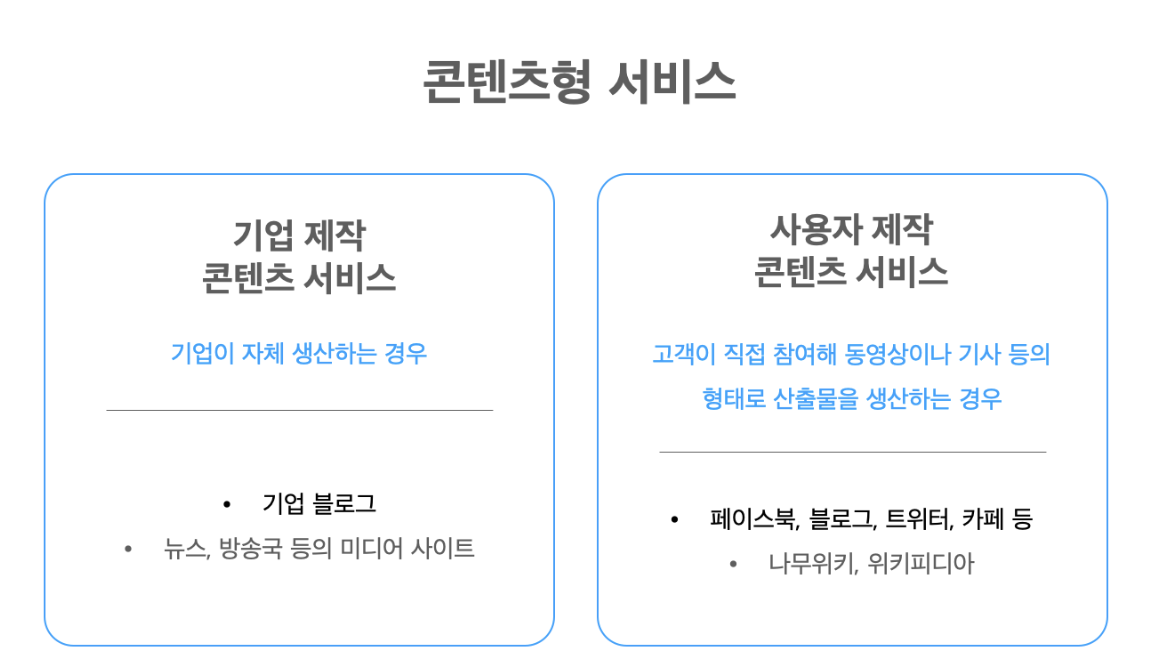 콘텐츠형 서비스
기업 제작
콘텐츠 서비스
기업이 자체 생산하는 경우
• 기업 블로그
• 뉴스, 방송국 등의 미디어 사이트
사용자 제작
콘텐츠 서비스
고객이 직접 참여해 동영상이나 기사 등의
형태로 산출물을 생산하는 경우
• 페이스북, 블로그, 트위터, 카페 등
• 나무위키, 위키피디아